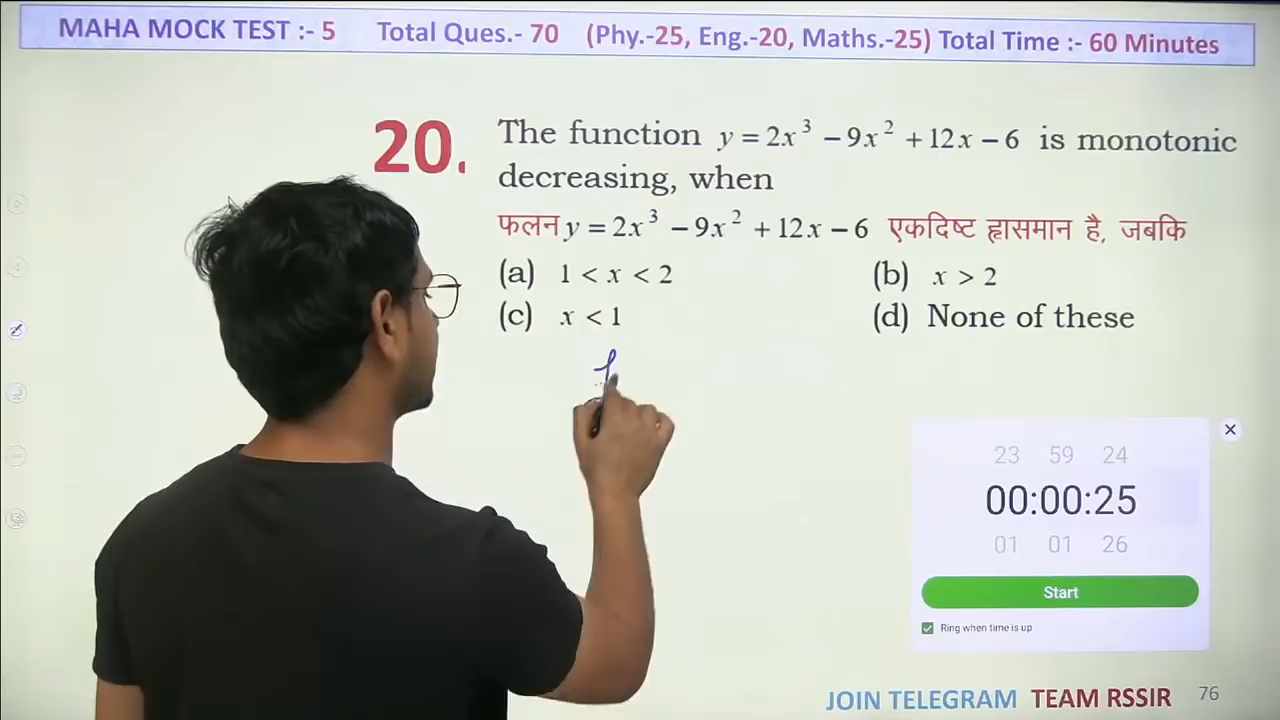 MAHA MOCK TEST :- 5 Total Ques.- 70 (Phy.-25, Eng.-20, Maths.-25) Total Time :- 60 Minutes
20. The function y = 2x³ − 9x² + 12x − 6 is monotonic
decreasing, when
फलन y = 2x³ − 9x² + 12x − 6 एकदिष्ट ह्रासमान है, जबकि
(a) 1 < x < 2 (b) x > 2
(c) x < 1 (d) None of these
23 59 24
00:00:25
01 01 26
Start
Ring when time is up
JOIN TELEGRAM TEAM RSSIR 76